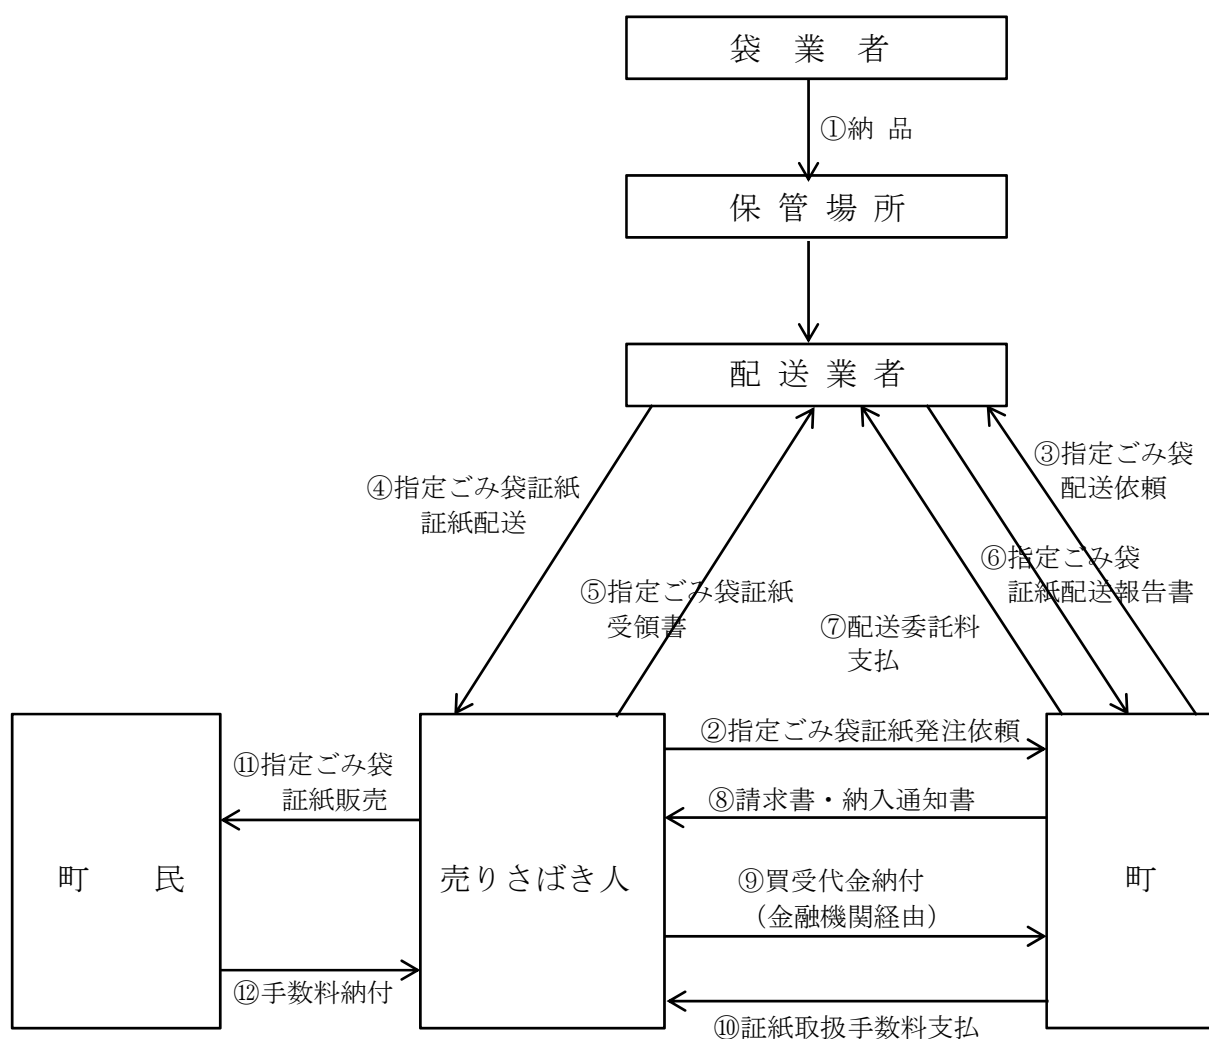 袋　業　者
①納 品
保 管 場 所
配 送 業 者
③指定ごみ袋
配送依頼
④指定ごみ袋証紙
証紙配送
⑥指定ごみ袋
証紙配送報告書
⑤指定ごみ袋証紙
受領書
⑦配送委託料
支払
②指定ごみ袋証紙発注依頼
⑪指定ごみ袋
証紙販売
⑧請求書・納入通知書
町　　民
売りさばき人
⑨買受代金納付
（金融機関経由）
町
⑫手数料納付
⑩証紙取扱手数料支払